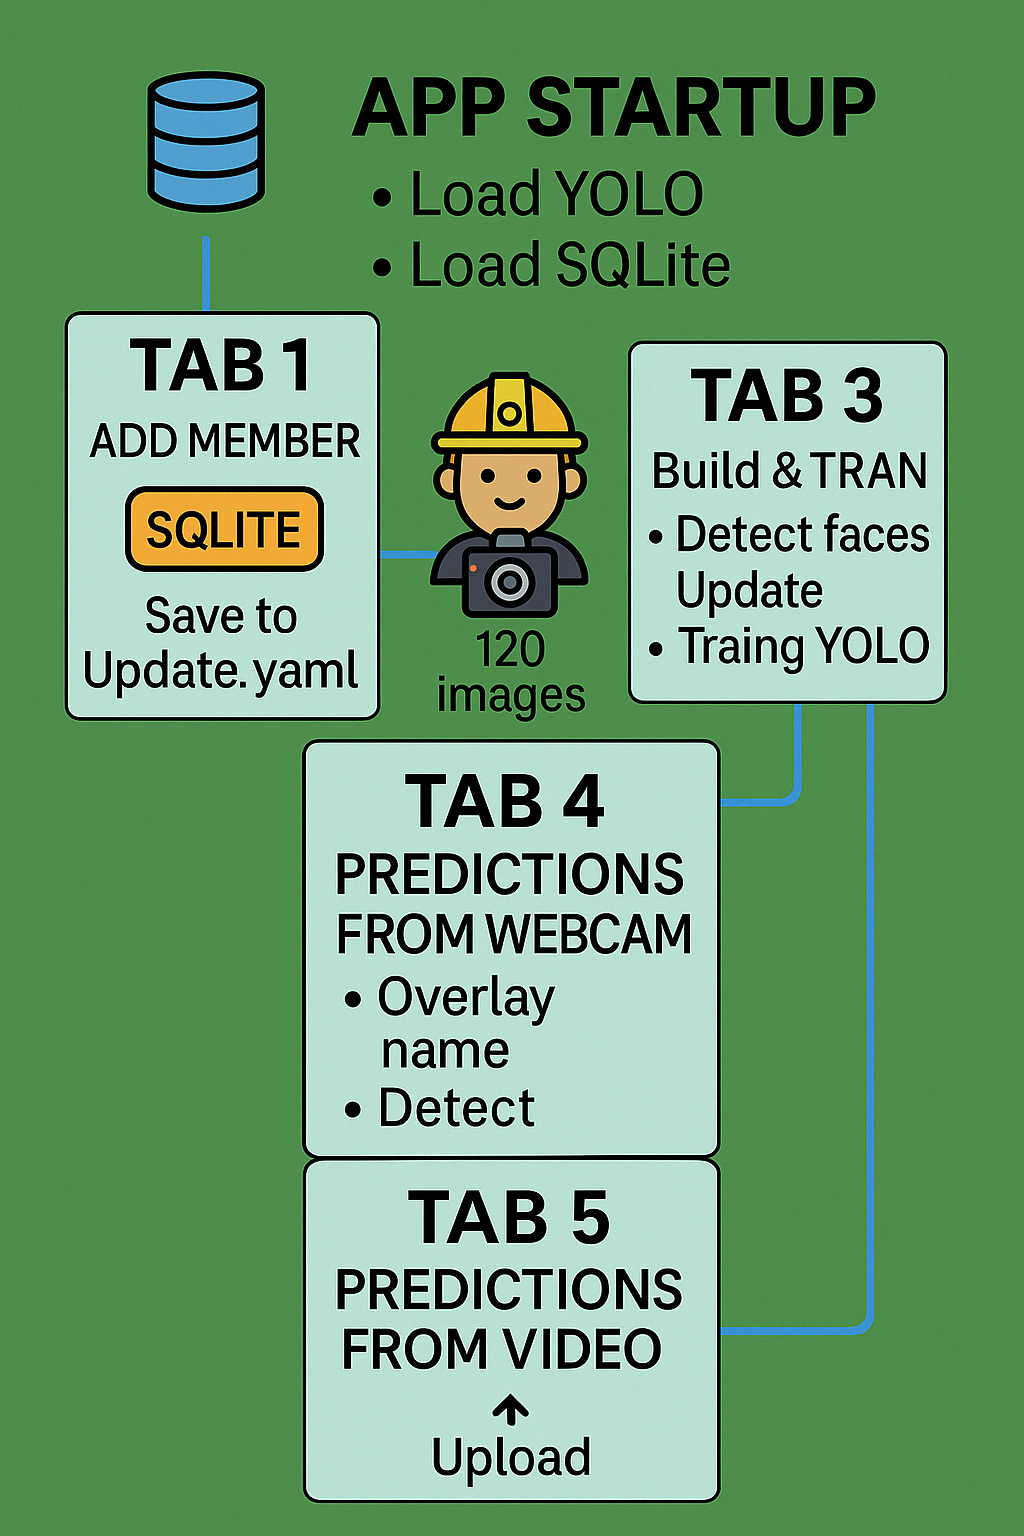 APP STARTUP
• Load YOLO
• Load SQLite
TAB 1
ADD MEMBER
SQLITE
Save to
Update.yaml
120
images
TAB 3
Build & TRAN
• Detect faces
Update
• Traing YOLO
TAB 4
PREDICTIONS
FROM WEBCAM
• Overlay
name
• Detect
TAB 5
PREDICTIONS
FROM VIDEO
Upload